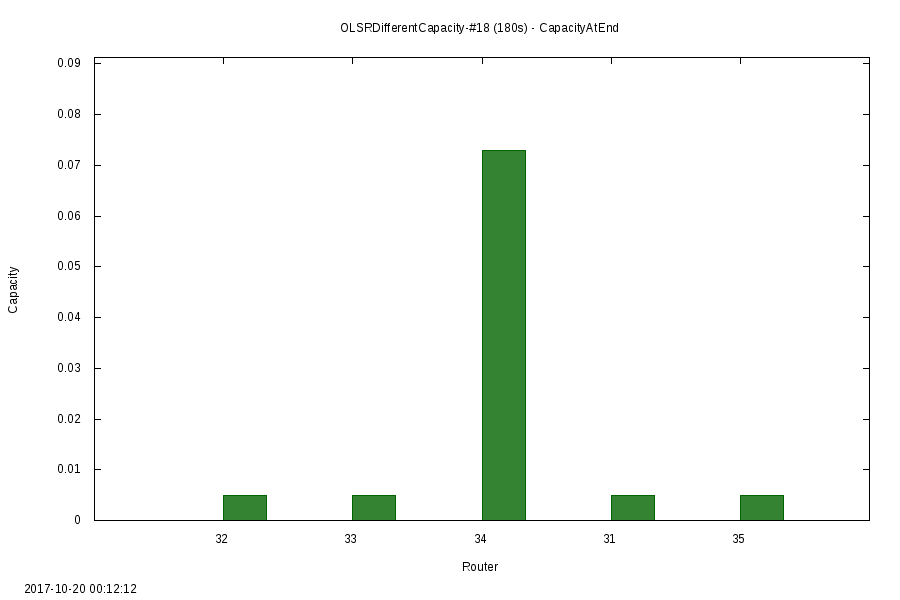 OLSRDifferentCapacity-#18 (180s) - CapacityAtEnd
0.09
0.08
0.07
0.06
0.05
0.04
0.03
0.02
0.01
0
Capacity
32 33 34 31 35
Router
2017-10-20 00:12:12